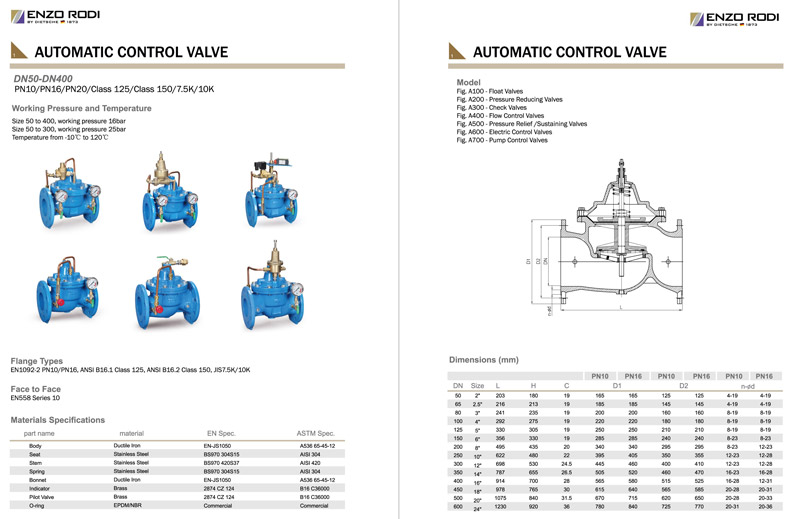 ENZO RODI
BY DIETSCHE 1873
AUTOMATIC CONTROL VALVE
DN50-DN400
PN10/PN16/PN20/Class 125/Class 150/7.5K/10K
Working Pressure and Temperature
Size 50 to 400, working pressure 16bar
Size 50 to 300, working pressure 25bar
Temperature from -10℃ to 120℃
Flange Types
EN1092-2 PN10/PN16, ANSI B16.1 Class 125, ANSI B16.2 Class 150, JIS7.5K/10K
Face to Face
EN558 Series 10
Materials Specifications
part name material EN Spec. ASTM Spec.
Body Ductile Iron EN-JS1050 A536 65-45-12
Seat Stainless Steel BS970 304S15 AISI 304
Stem Stainless Steel BS970 420S37 AISI 420
Spring Stainless Steel BS970 304S15 AISI 304
Bonnet Ductile Iron EN-JS1050 A536 65-45-12
Indicator Brass 2874 CZ 124 B16 C36000
Pilot Valve Brass 2874 CZ 124 B16 C36000
O-ring EPDM/NBR Commercial Commercial
ENZO RODI
BY DIETSCHE 1873
AUTOMATIC CONTROL VALVE
Model
Fig. A100 - Float Valves
Fig. A200 - Pressure Reducing Valves
Fig. A300 - Check Valves
Fig. A400 - Flow Control Valves
Fig. A500 - Pressure Relief /Sustaining Valves
Fig. A600 - Electric Control Valves
Fig. A700 - Pump Control Valves
D1 D2 DN
n-ød
L
Dimensions (mm)
PN10 PN16 PN10 PN16 PN10 PN16
DN Size L H C D1 D2 n-ød
50 2" 203 180 19 165 165 125 125 4-19 4-19
65 2.5" 216 213 19 185 185 145 145 4-19 4-19
80 3" 241 235 19 200 200 160 160 8-19 8-19
100 4" 292 275 19 220 220 180 180 8-19 8-19
125 5" 330 305 19 250 250 210 210 8-19 8-19
150 6" 356 330 19 285 285 240 240 8-23 8-23
200 8" 495 435 20 340 340 295 295 8-23 12-23
250 10" 622 480 22 395 405 350 355 12-23 12-28
300 12" 698 530 24.5 445 460 400 410 12-23 12-28
350 14" 787 655 26.5 505 520 460 470 16-23 16-28
400 16" 914 700 28 565 580 515 525 16-28 12-31
450 18" 978 765 30 615 640 565 585 20-28 20-31
500 20" 1075 840 31.5 670 715 620 650 20-28 20-33
600 24" 1230 920 36 780 840 725 770 20-31 20-36